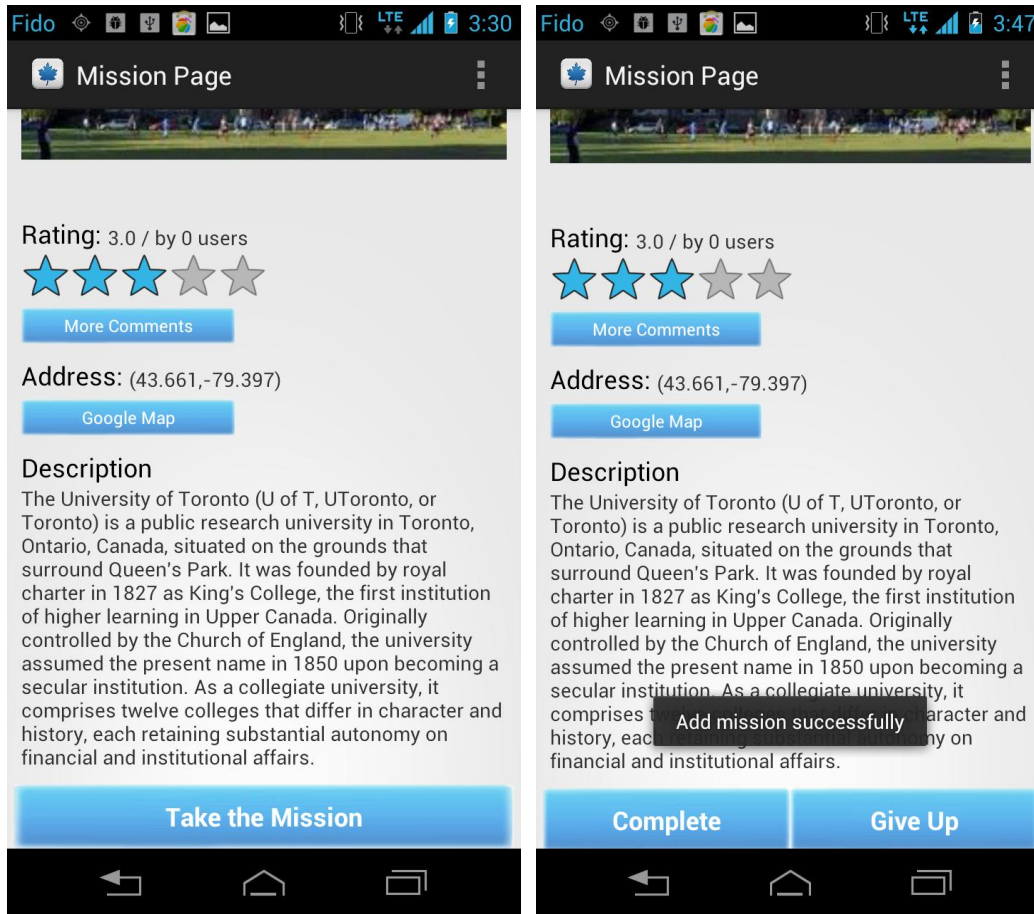 Fido LTE 3:30
Mission Page
Rating: 3.0 / by 0 users
More Comments
Address: (43.661,-79.397)
Google Map
Description
The University of Toronto (U of T, UToronto, or
Toronto) is a public research university in Toronto,
Ontario, Canada, situated on the grounds that
surround Queen's Park. It was founded by royal
charter in 1827 as King's College, the first institution
of higher learning in Upper Canada. Originally
controlled by the Church of England, the university
assumed the present name in 1850 upon becoming a
secular institution. As a collegiate university, it
comprises twelve colleges that differ in character and
history, each retaining substantial autonomy on
financial and institutional affairs.
Take the Mission
Fido LTE 3:47
Mission Page
Rating: 3.0 / by 0 users
More Comments
Address: (43.661,-79.397)
Google Map
Description
The University of Toronto (U of T, UToronto, or
Toronto) is a public research university in Toronto,
Ontario, Canada, situated on the grounds that
surround Queen's Park. It was founded by royal
charter in 1827 as King's College, the first institution
of higher learning in Upper Canada. Originally
controlled by the Church of England, the university
assumed the present name in 1850 upon becoming a
secular institution. As a collegiate university, it
comprises twelve colleges that differ in character and
Add mission successfully
history, each retaining substantial autonomy on
financial and institutional affairs.
Complete Give Up